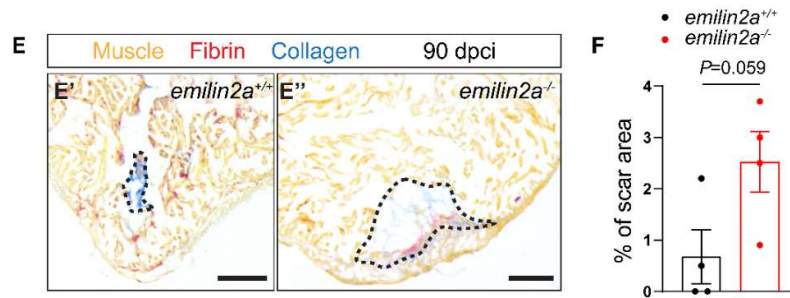 E
Muscle Fibrin Collagen 90 dpci
E' emilin2a+/+
E'' emilin2a-/-
F
emilin2a+/+
emilin2a-/-
P=0.059
% of scar area
4
3
2
1
0